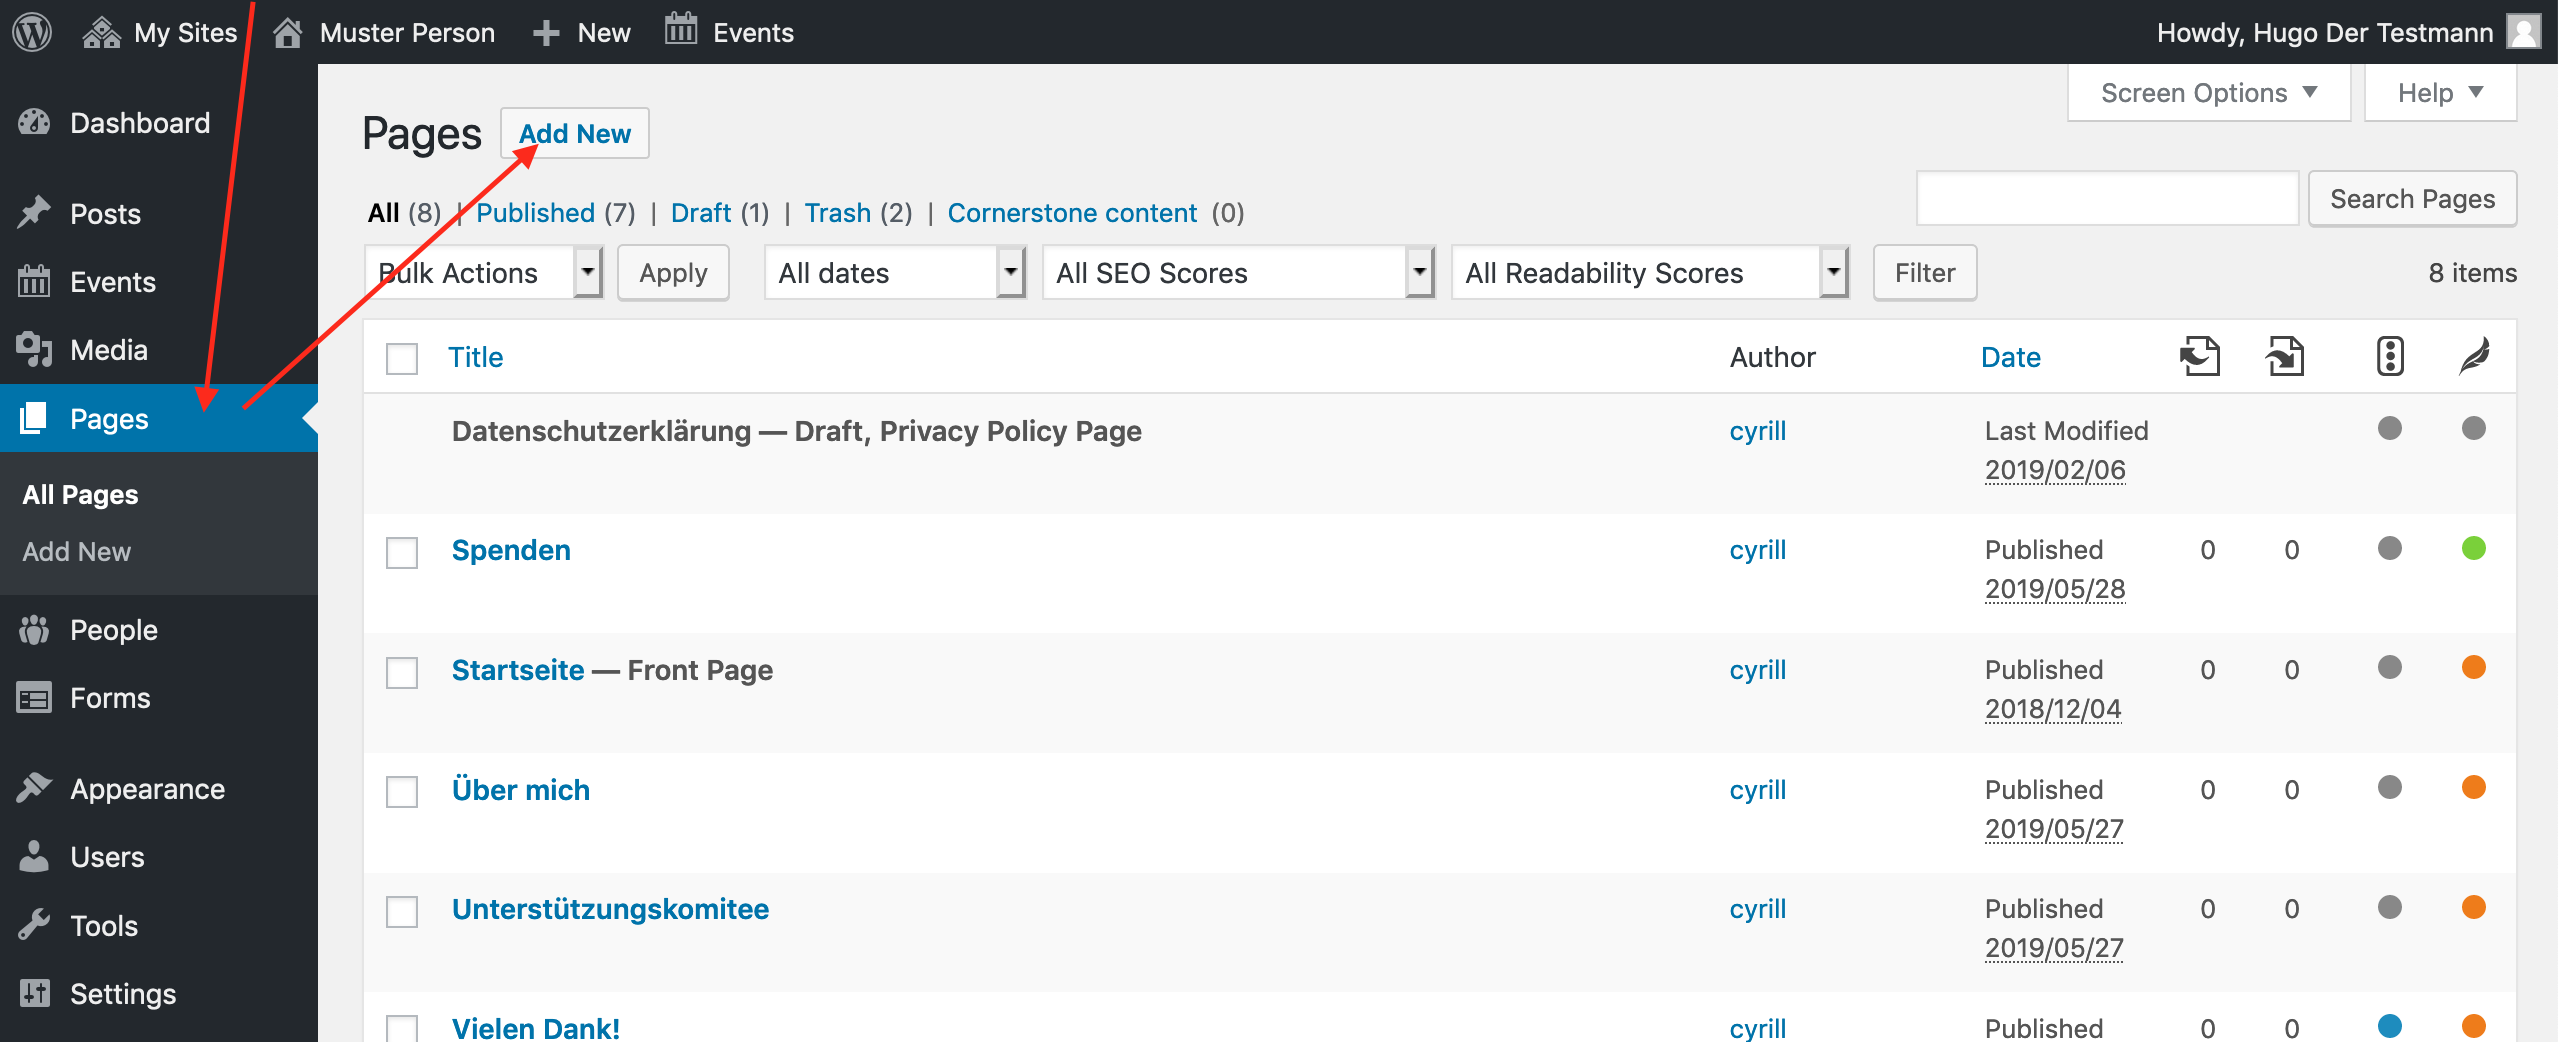 My Sites Muster Person New Events Howdy, Hugo Der Testmann
Screen Options Help
Dashboard
Posts
Events
Media
Pages
All Pages
Add New
People
Forms
Appearance
Users
Tools
Settings
Pages Add New
All (8) | Published (7) | Draft (1) | Trash (2) | Cornerstone content (0)
Search Pages
Bulk Actions Apply All dates All SEO Scores All Readability Scores Filter 8 items
Title Author Date
Datenschutzerklärung — Draft, Privacy Policy Page cyrill Last Modified
2019/02/06
Spenden cyrill Published 0 0
2019/05/28
Startseite — Front Page cyrill Published 0 0
2018/12/04
Über mich cyrill Published 0 0
2019/05/27
Unterstützungskomitee cyrill Published 0 0
2019/05/27
Vielen Dank! cyrill Published 0 0